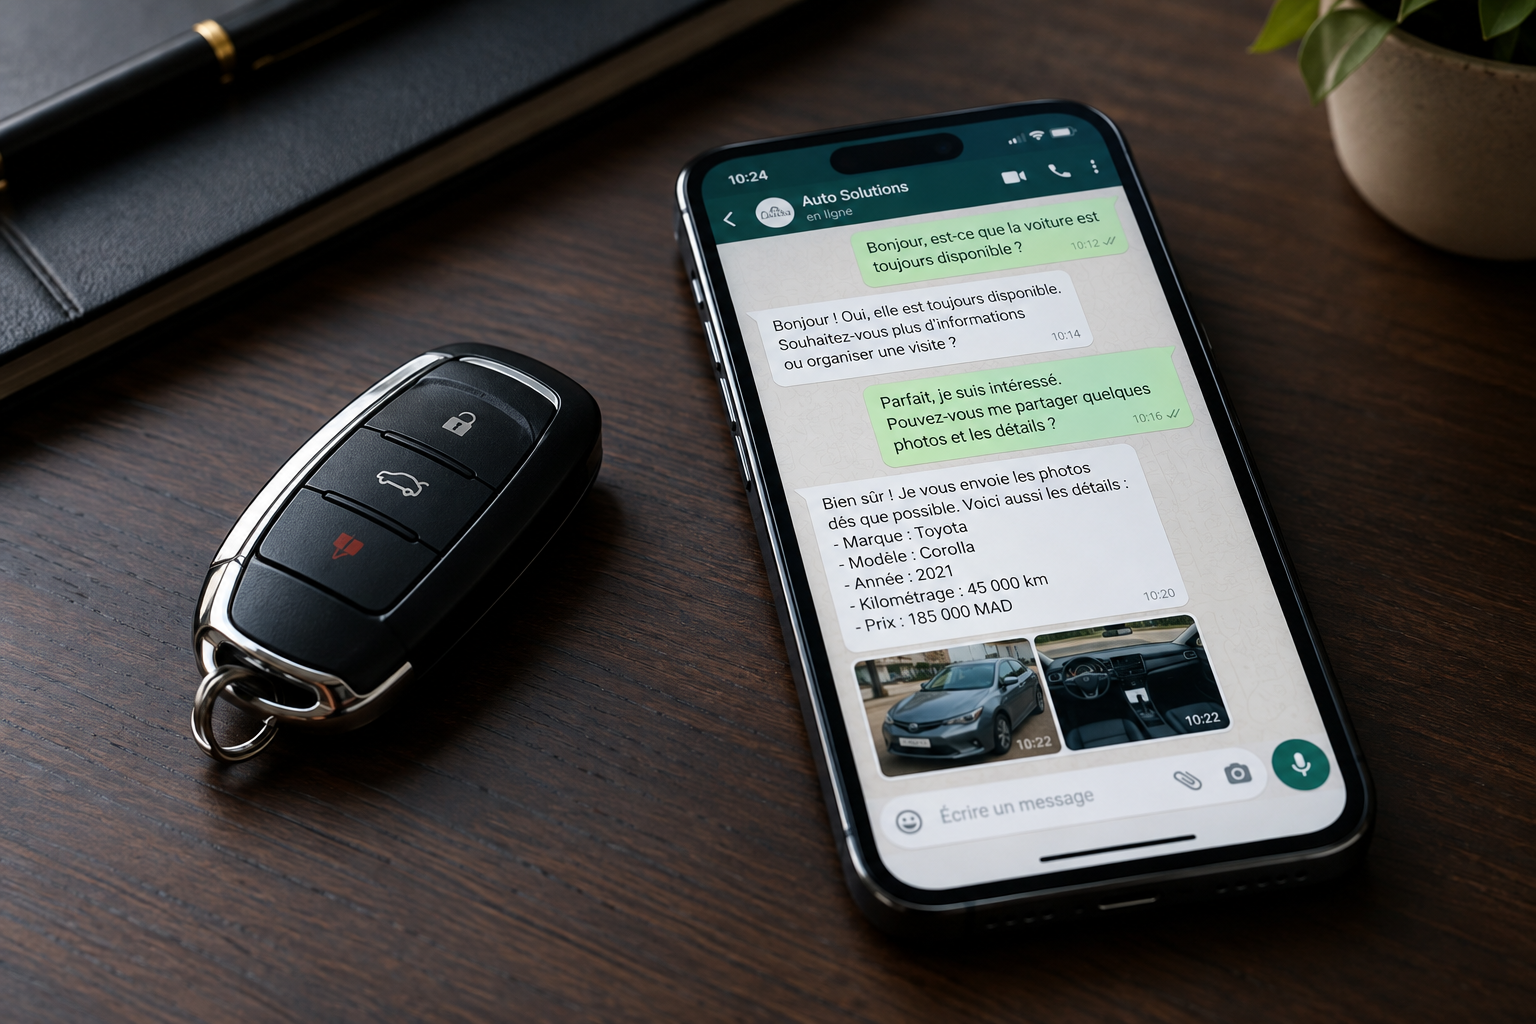 10:24
Auto Solutions
en ligne
Bonjour, est-ce que la voiture est
toujours disponible ?
10:12
Bonjour ! Oui, elle est toujours disponible.
Souhaitez-vous plus d'informations
ou organiser une visite ?
10:14
Parfait, je suis intéressé.
Pouvez-vous me partager quelques
photos et les détails ?
10:16
Bien sûr ! Je vous envoie les photos
dés que possible. Voici aussi les détails :
- Marque : Toyota
- Modèle : Corolla
- Année : 2021
- Kilométrage : 45 000 km
- Prix : 185 000 MAD
10:20
10:22
10:22
Écrire un message